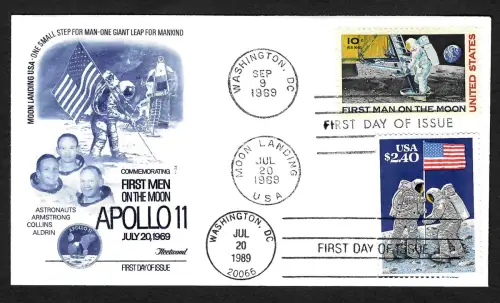 MOON LANDING USA · ONE SMALL STEP FOR MAN - ONE GIANT LEAP FOR MANKIND
COMMEMORATING
FIRST MEN
ON THE MOON
APOLLO 11
JULY 20, 1969
ASTRONAUTS
ARMSTRONG
COLLINS
ALDRIN
APOLLO 11
Fleetwood
FIRST DAY OF ISSUE
WASHINGTON, DC
SEP
9
1969
MOON LANDING
JUL
20
1969
USA
WASHINGTON, DC
JUL
20
1989
20066
10¢
AIR MAIL
UNITED STATES
FIRST MAN ON THE MOON
FIRST DAY OF ISSUE
USA
$2.40
FIRST DAY OF ISSUE